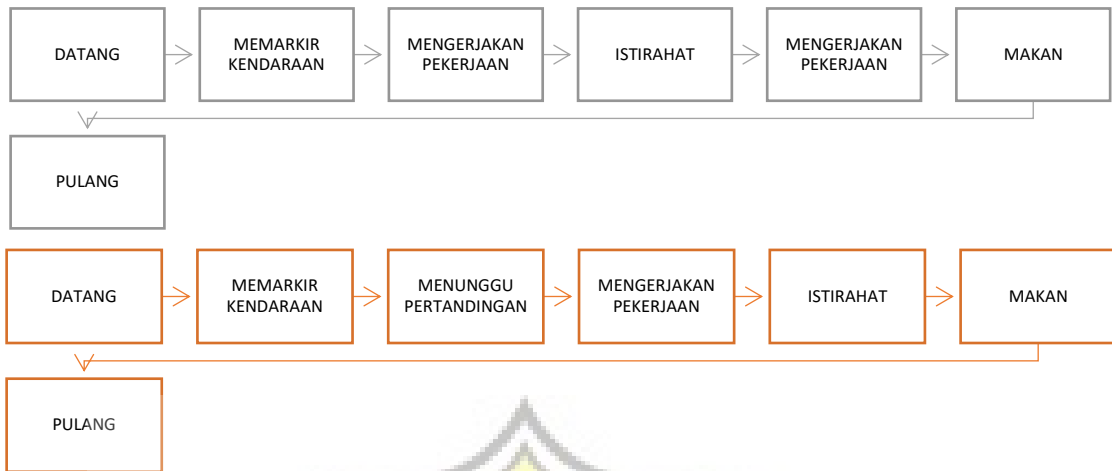 DATANG
MEMARKIR
KENDARAAN
MENGERJAKAN
PEKERJAAN
ISTIRAHAT
MENGERJAKAN
PEKERJAAN
MAKAN
PULANG
DATANG
MEMARKIR
KENDARAAN
MENUNGGU
PERTANDINGAN
MENGERJAKAN
PEKERJAAN
ISTIRAHAT
MAKAN
PULANG